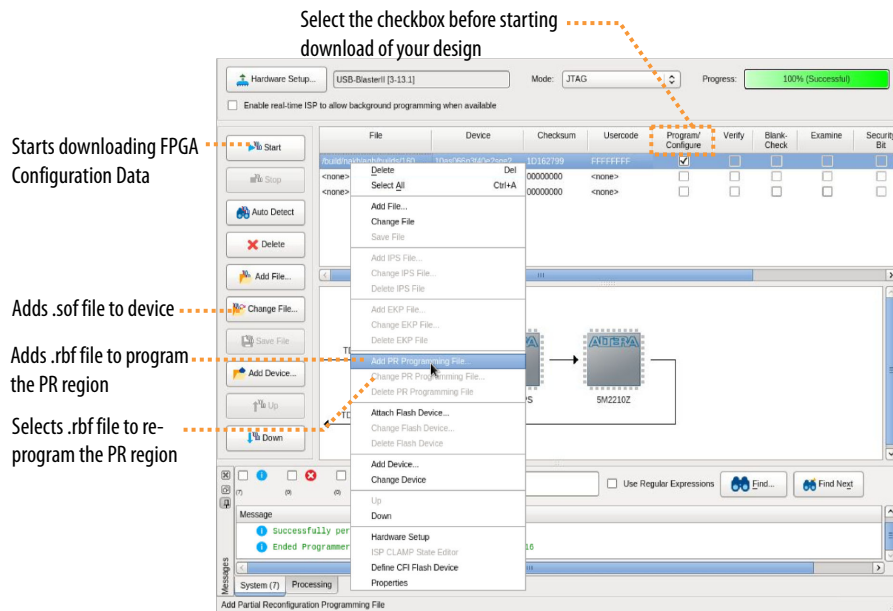 Select the checkbox before starting
download of your design
Hardware Setup...
USB-BlasterII [3-13.1]
Mode:
JTAG
Progress:
100% (Successful)
Enable real-time ISP to allow background programming when available
Starts downloading FPGA
Configuration Data
Adds .sof file to device
Adds .rbf file to program
the PR region
Selects .rbf file to re-
program the PR region
Start
Stop
Auto Detect
Delete
Add File...
Change File...
Save File
Add Device...
Up
Down
File Device Checksum Usercode Program/ Verify Blank- Examine Security
Configure Check Bit
1D162799 FFFFFFFF
<none> 00000000 <none>
<none> 00000000 <none>
Delete Del
Select All Ctrl+A
Add File...
Change File
Save File
Add IPS File...
Change IPS File...
Delete IPS File
Add EKP File...
Change EKP File...
Delete EKP File
Add PR Programming File...
Change PR Programming File...
Delete PR Programming File
Attach Flash Device...
Change Flash Device...
Delete Flash Device
Add Device...
Change Device
Up
Down
Hardware Setup
ISP CLAMP State Editor
Define CFI Flash Device
Properties
ALTERA
5M2210Z
Use Regular Expressions
Find...
Find Next
Message
Successfully per
Ended Programmer 16
Messages
System (7) Processing
Add Partial Reconfiguration Programming File